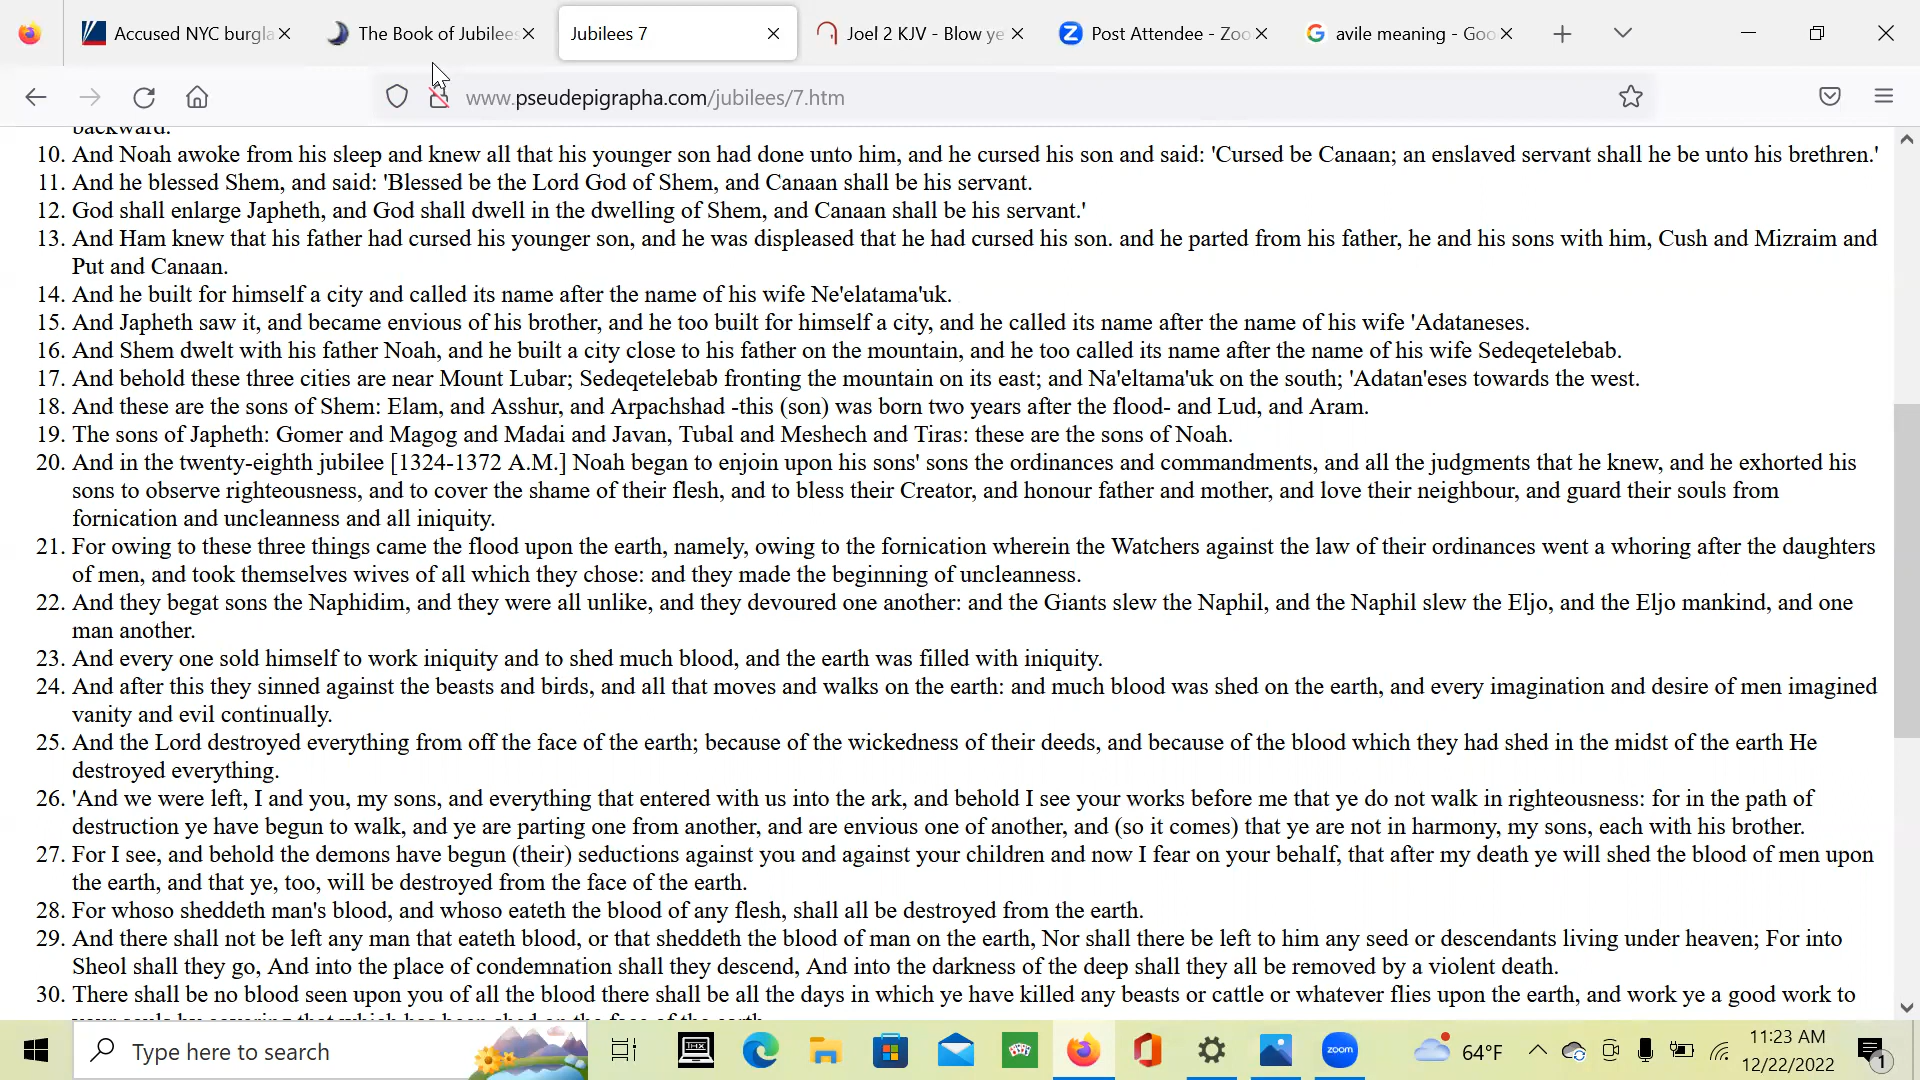 Accused NYC burgla
The Book of Jubilees
Jubilees 7
Joel 2 KJV - Blow ye
Post Attendee - Zoo
avile meaning - Goo
www.pseudepigrapha.com/jubilees/7.htm
backward.
10. And Noah awoke from his sleep and knew all that his younger son had done unto him, and he cursed his son and said: 'Cursed be Canaan; an enslaved servant shall he be unto his brethren.'
11. And he blessed Shem, and said: 'Blessed be the Lord God of Shem, and Canaan shall be his servant.
12. God shall enlarge Japheth, and God shall dwell in the dwelling of Shem, and Canaan shall be his servant.'
13. And Ham knew that his father had cursed his younger son, and he was displeased that he had cursed his son. and he parted from his father, he and his sons with him, Cush and Mizraim and
Put and Canaan.
14. And he built for himself a city and called its name after the name of his wife Ne'elatama'uk.
15. And Japheth saw it, and became envious of his brother, and he too built for himself a city, and he called its name after the name of his wife 'Adataneses.
16. And Shem dwelt with his father Noah, and he built a city close to his father on the mountain, and he too called its name after the name of his wife Sedeqetelebab.
17. And behold these three cities are near Mount Lubar; Sedeqetelebab fronting the mountain on its east; and Na'eltama'uk on the south; 'Adatan'eses towards the west.
18. And these are the sons of Shem: Elam, and Asshur, and Arpachshad -this (son) was born two years after the flood- and Lud, and Aram.
19. The sons of Japheth: Gomer and Magog and Madai and Javan, Tubal and Meshech and Tiras: these are the sons of Noah.
20. And in the twenty-eighth jubilee [1324-1372 A.M.] Noah began to enjoin upon his sons' sons the ordinances and commandments, and all the judgments that he knew, and he exhorted his
sons to observe righteousness, and to cover the shame of their flesh, and to bless their Creator, and honour father and mother, and love their neighbour, and guard their souls from
fornication and uncleanness and all iniquity.
21. For owing to these three things came the flood upon the earth, namely, owing to the fornication wherein the Watchers against the law of their ordinances went a whoring after the daughters
of men, and took themselves wives of all which they chose: and they made the beginning of uncleanness.
22. And they begat sons the Naphidim, and they were all unlike, and they devoured one another: and the Giants slew the Naphil, and the Naphil slew the Eljo, and the Eljo mankind, and one
man another.
23. And every one sold himself to work iniquity and to shed much blood, and the earth was filled with iniquity.
24. And after this they sinned against the beasts and birds, and all that moves and walks on the earth: and much blood was shed on the earth, and every imagination and desire of men imagined
vanity and evil continually.
25. And the Lord destroyed everything from off the face of the earth; because of the wickedness of their deeds, and because of the blood which they had shed in the midst of the earth He
destroyed everything.
26. 'And we were left, I and you, my sons, and everything that entered with us into the ark, and behold I see your works before me that ye do not walk in righteousness: for in the path of
destruction ye have begun to walk, and ye are parting one from another, and are envious one of another, and (so it comes) that ye are not in harmony, my sons, each with his brother.
27. For I see, and behold the demons have begun (their) seductions against you and against your children and now I fear on your behalf, that after my death ye will shed the blood of men upon
the earth, and that ye, too, will be destroyed from the face of the earth.
28. For whoso sheddeth man's blood, and whoso eateth the blood of any flesh, shall all be destroyed from the earth.
29. And there shall not be left any man that eateth blood, or that sheddeth the blood of man on the earth, Nor shall there be left to him any seed or descendants living under heaven; For into
Sheol shall they go, And into the place of condemnation shall they descend, And into the darkness of the deep shall they all be removed by a violent death.
30. There shall be no blood seen upon you of all the blood there shall be all the days in which ye have killed any beasts or cattle or whatever flies upon the earth, and work ye a good work to
your souls by covering that which has been shed on the face of the earth.
Type here to search
THX
zoom
64°F
11:23 AM
12/22/2022
1